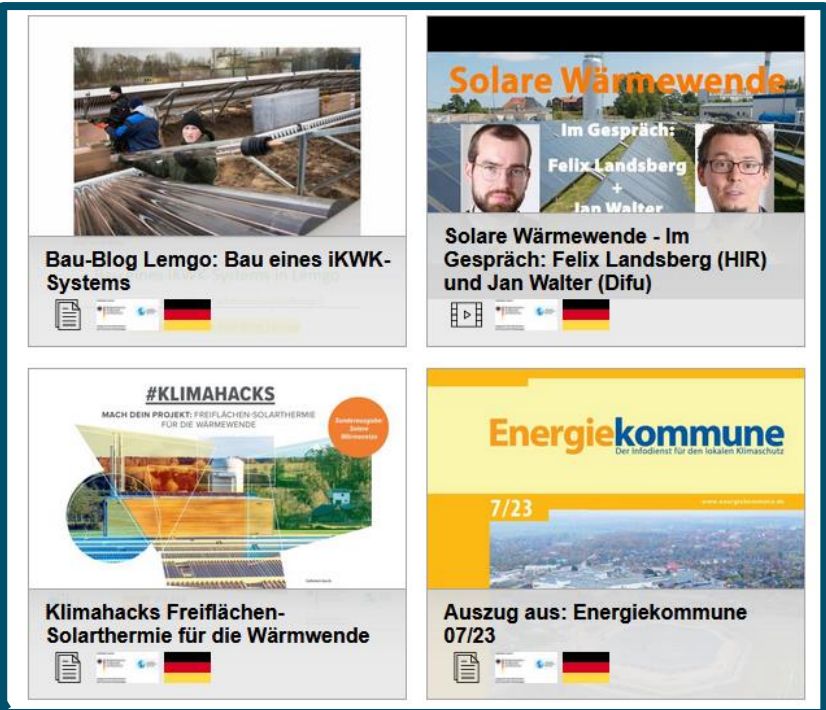 Bau-Blog Lemgo: Bau eines iKWK-
Systems
Solare Wärmewende
Im Gespräch:
Felix Landsberg
+
Jan Walter
Solare Wärmewende - Im
Gespräch: Felix Landsberg (HIR)
und Jan Walter (Difu)
#KLIMAHACKS
MACH DEIN PROJEKT: FREIFLÄCHEN-SOLARTHERMIE
FÜR DIE WÄRMEWENDE
Sonderausgabe
Solare
Wärmenetze
Klimahacks Freiflächen-
Solarthermie für die Wärmwende
Energiekommune
Der Infodienst für den lokalen Klimaschutz
7/23
www.energiekommune.de
Auszug aus: Energiekommune
07/23